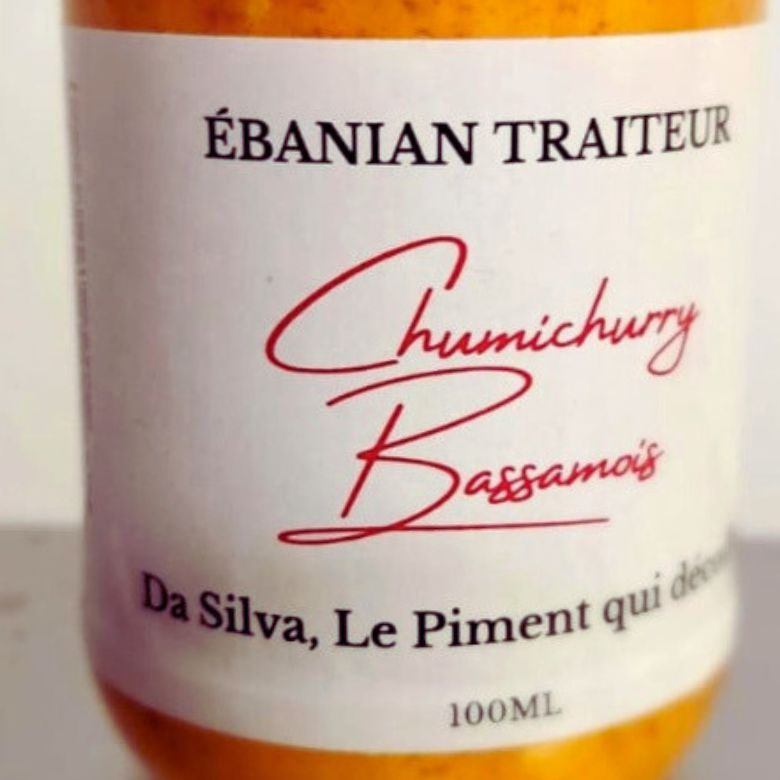 ÉBANIAN TRAITEUR
Chumichurry
Bassamois
Da Silva, Le Piment qui
100ML